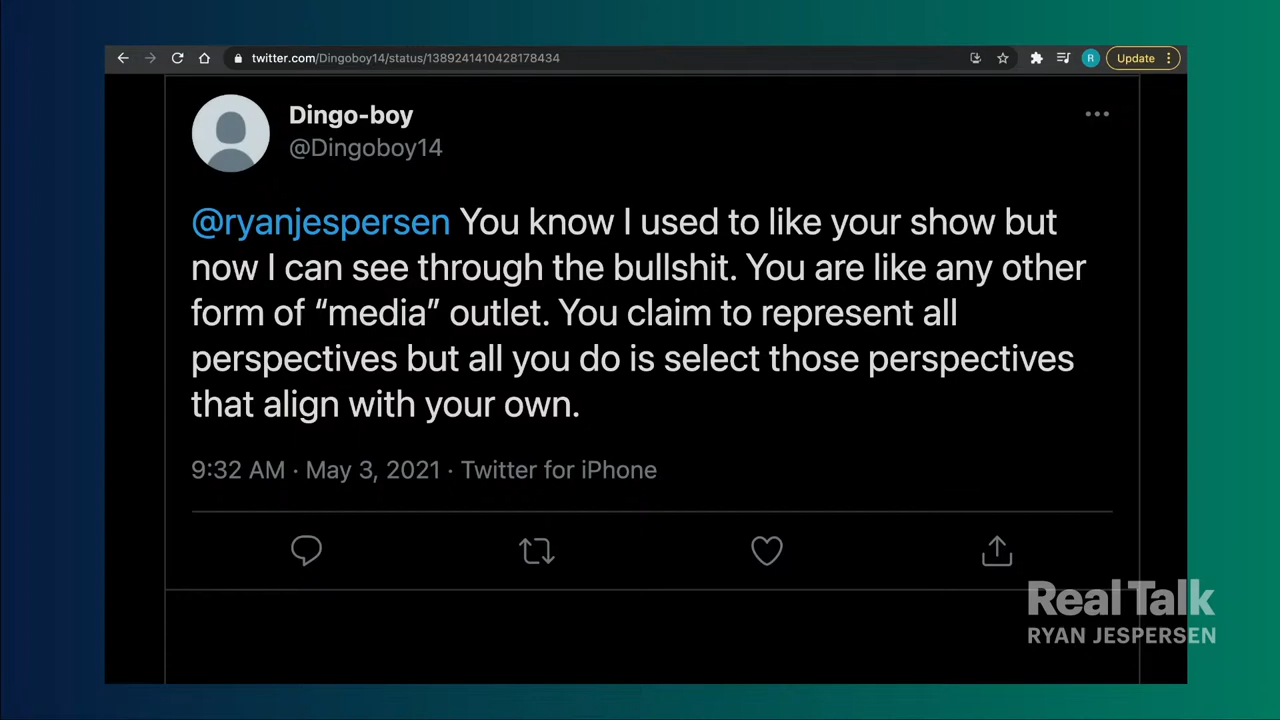 twitter.com/Dingoboy14/status/1389241410428178434
R
Update
Dingo-boy
@Dingoboy14
@ryanjespersen You know I used to like your show but
now I can see through the bullshit. You are like any other
form of “media” outlet. You claim to represent all
perspectives but all you do is select those perspectives
that align with your own.
9:32 AM · May 3, 2021 · Twitter for iPhone
Real Talk
RYAN JESPERSEN